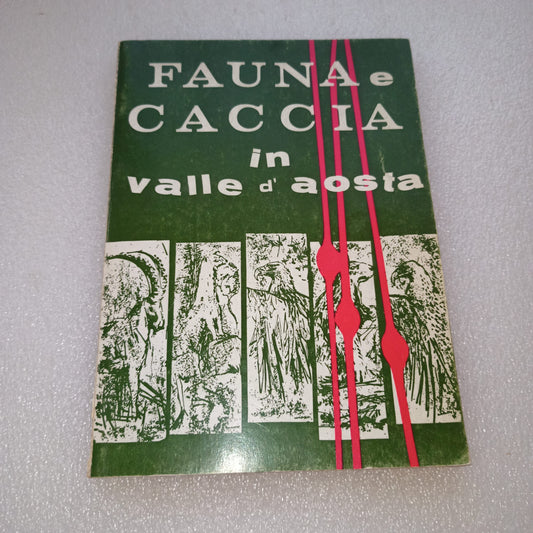 FAUNA e
CACCIA
in
valle d' aosta